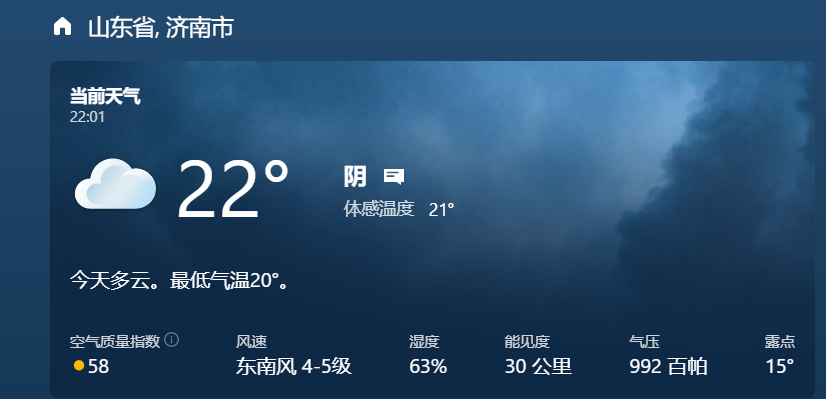 山东省, 济南市
当前天气
22:01
22°
阴
体感温度 21°
今天多云。最低气温20°。
空气质量指数 风速 湿度 能见度 气压 露点
58 东南风 4-5级 63% 30 公里 992 百帕 15°